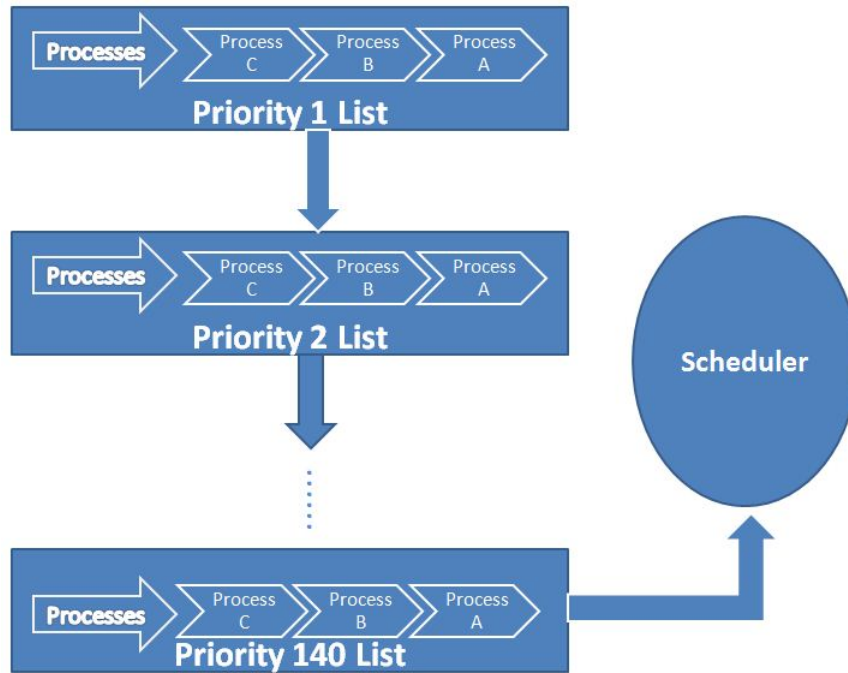 Processes
Process
C
Process
B
Process
A
Priority 1 List
Processes
Process
C
Process
B
Process
A
Priority 2 List
Scheduler
Processes
Process
C
Process
B
Process
A
Priority 140 List